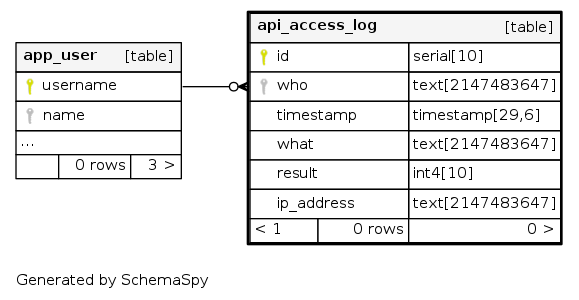 app_user [table]
username
name
...
0 rows 3 >
api_access_log [table]
id serial[10]
who text[2147483647]
timestamp timestamp[29,6]
what text[2147483647]
result int4[10]
ip_address text[2147483647]
< 1 0 rows 0 >
Generated by SchemaSpy